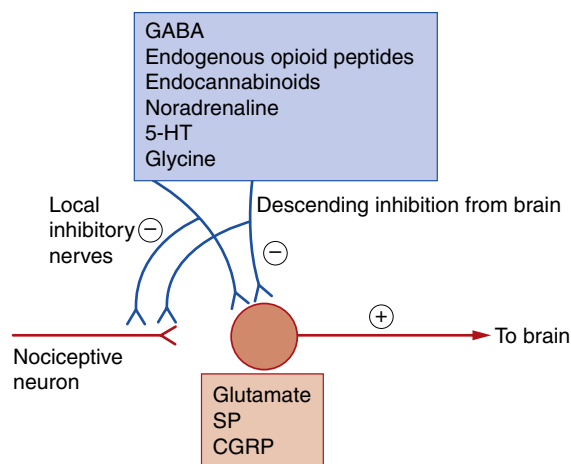 GABA
Endogenous opioid peptides
Endocannabinoids
Noradrenaline
5-HT
Glycine
Local
inhibitory
nerves
−
Descending inhibition from brain
−
+
To brain
Nociceptive
neuron
Glutamate
SP
CGRP